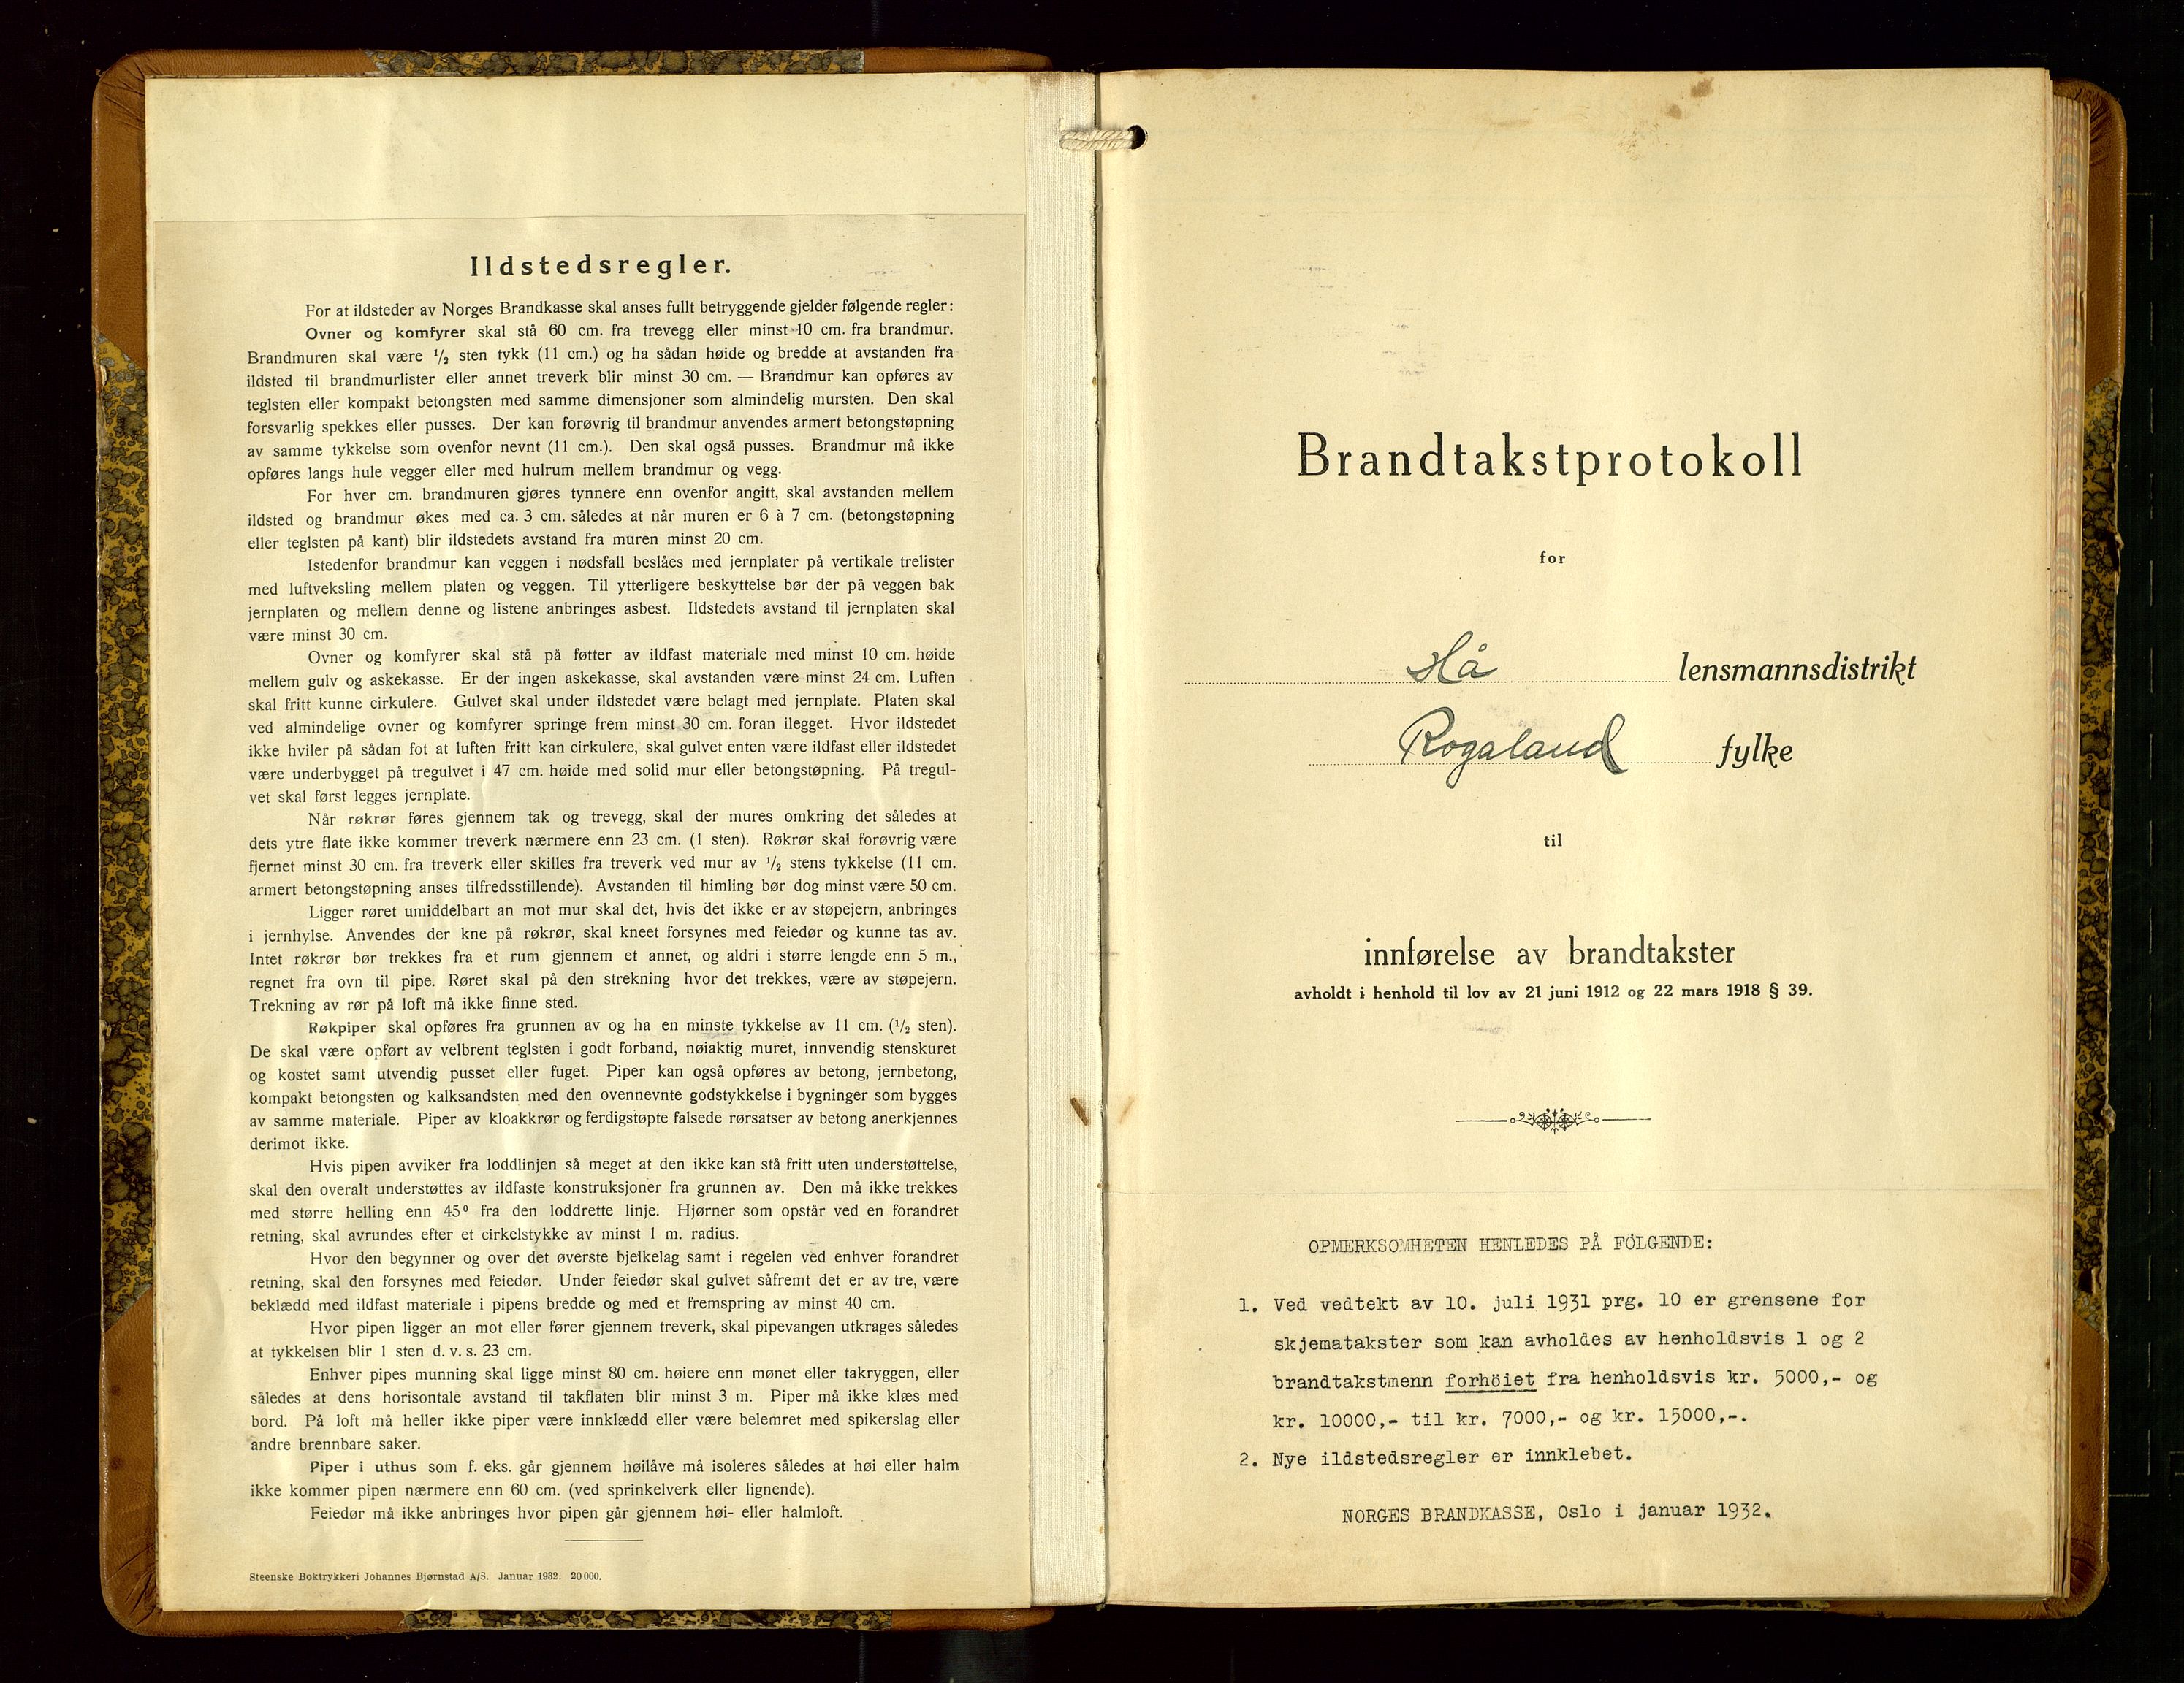 Ildstedsregler.
For at ildsteder av Norges Brandkasse skal anses fullt betryggende gjelder følgende regler:
Ovner og komfyrer skal stå 60 cm. fra trevegg eller minst 10 cm. fra brandmur.
Brandmuren skal være 1/2 sten tykk (11 cm.) og ha sådan høide og bredde at avstanden fra
ildsted til brandmurlister eller annet treverk blir minst 30 cm. — Brandmur kan opføres av
teglsten eller kompakt betongsten med samme dimensjoner som almindelig mursten. Den skal
forsvarlig spekkes eller pusses. Der kan forøvrig til brandmur anvendes armert betongstøpning
av samme tykkelse som ovenfor nevnt (11 cm.). Den skal også pusses. Brandmur må ikke
opføres langs hule vegger eller med hulrum mellem brandmur og vegg.
For hver cm. brandmuren gjøres tynnere enn ovenfor angitt, skal avstanden mellem
ildsted og brandmur økes med ca. 3 cm. således at når muren er 6 à 7 cm. (betongstøpning
eller teglsten på kant) blir ildstedets avstand fra muren minst 20 cm.
Istedenfor brandmur kan veggen i nødsfall beslåes med jernplater på vertikale trelister
med luftveksling mellem platen og veggen. Til ytterligere beskyttelse bør der på veggen bak
jernplaten og mellem denne og listene anbringes asbest. Ildstedets avstand til jernplaten skal
være minst 30 cm.
Ovner og komfyrer skal stå på føtter av ildfast materiale med minst 10 cm. høide
mellem gulv og askekasse. Er der ingen askekasse, skal avstanden være minst 24 cm. Luften
skal fritt kunne cirkulere. Gulvet skal under ildstedet være belagt med jernplate. Platen skal
ved almindelige ovner og komfyrer springe frem minst 30 cm. foran ilegget. Hvor ildstedet
ikke hviler på sådan fot at luften fritt kan cirkulere, skal gulvet enten være ildfast eller ildstedet
være underbygget på tregulvet i 47 cm. høide med solid mur eller betongstøpning. På tregul-
vet skal først legges jernplate.
Når røkrør føres gjennem tak og trevegg, skal der mures omkring det således at
dets ytre flate ikke kommer treverk nærmere enn 23 cm. (1 sten). Røkrør skal forøvrig være
fjernet minst 30 cm. fra treverk eller skilles fra treverk ved mur av 1/2 stens tykkelse (11 cm.
armert betongstøpning anses tilfredsstillende). Avstanden til himling bør dog minst være 50 cm.
Ligger røret umiddelbart an mot mur skal det, hvis det ikke er av støpejern, anbringes
i jernhylse. Anvendes der kne på røkrør, skal kneet forsynes med feiedør og kunne tas av.
Intet røkrør bør trekkes fra et rum gjennem et annet, og aldri i større lengde enn 5 m.,
regnet fra ovn til pipe. Røret skal på den strekning hvor det trekkes, være av støpejern.
Trekning av rør på loft må ikke finne sted.
Røkpiper skal opføres fra grunnen av og ha en minste tykkelse av 11 cm. (1/2 sten).
De skal være opført av velbrent teglsten i godt forband, nøiaktig muret, innvendig stenskuret
og kostet samt utvendig pusset eller fuget. Piper kan også opføres av betong, jernbetong,
kompakt betongsten og kalksandsten med den ovennevnte godstykkelse i bygninger som bygges
av samme materiale. Piper av kloakkrør og ferdigstøpte falsede rørsatser av betong anerkjennes
derimot ikke.
Hvis pipen avviker fra loddlinjen så meget at den ikke kan stå fritt uten understøttelse,
skal den overalt understøttes av ildfaste konstruksjoner fra grunnen av. Den må ikke trekkes
med større helling enn 45° fra den loddrette linje. Hjørner som opstår ved en forandret
retning, skal avrundes efter et cirkelstykke av minst 1 m. radius.
Hvor den begynner og over det øverste bjelkelag samt i regelen ved enhver forandret
retning, skal den forsynes med feiedør. Under feiedør skal gulvet såfremt det er av tre, være
beklædd med ildfast materiale i pipens bredde og med et fremspring av minst 40 cm.
Hvor pipen ligger an mot eller fører gjennem treverk, skal pipevangen utkrages således
at tykkelsen blir 1 sten d. v. s. 23 cm.
Enhver pipes munning skal ligge minst 80 cm. høiere enn mønet eller takryggen, eller
således at dens horisontale avstand til takflaten blir minst 3 m. Piper må ikke klæs med
bord. På loft må heller ikke piper være innklædd eller være belemret med spikerslag eller
andre brennbare saker.
Piper i uthus som f. eks. går gjennem høilåve må isoleres således at høi eller halm
ikke kommer pipen nærmere enn 60 cm. (ved sprinkelverk eller lignende).
Feiedør må ikke anbringes hvor pipen går gjennem høi- eller halmloft.
Steenske Boktrykkeri Johannes Bjørnstad A/S. Januar 1932. 20 000.
Brandtakstprotokoll
for
Hå lensmannsdistrikt
Rogaland fylke
til
innførelse av brandtakster
avholdt i henhold til lov av 21 juni 1912 og 22 mars 1918 § 39.
OPMERKSOMHETEN HENLEDES PÅ FÖLGENDE:
1. Ved vedtekt av 10. juli 1931 prg. 10 er grensene for
skjematakster som kan avholdes av henholdsvis 1 og 2
brandtakstmenn forhöiet fra henholdsvis kr. 5000,- og
kr. 10000,- til kr. 7000,- og kr. 15000,-.
2. Nye ildstedsregler er innklebet.
NORGES BRANDKASSE, Oslo i januar 1932.